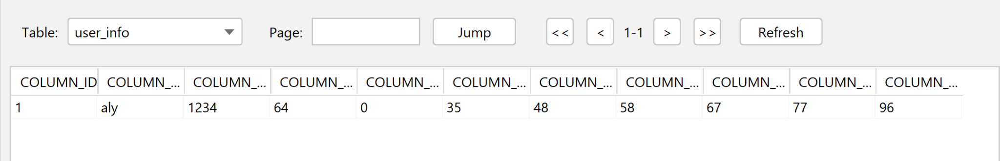 Table: user_info Page: Jump << < 1-1 > >> Refresh
COLUMN_ID COLUMN_... COLUMN_... COLUMN_... COLUMN_... COLUMN_... COLUMN_... COLUMN_... COLUMN_... COLUMN_... COLUMN_...
1 aly 1234 64 0 35 48 58 67 77 96